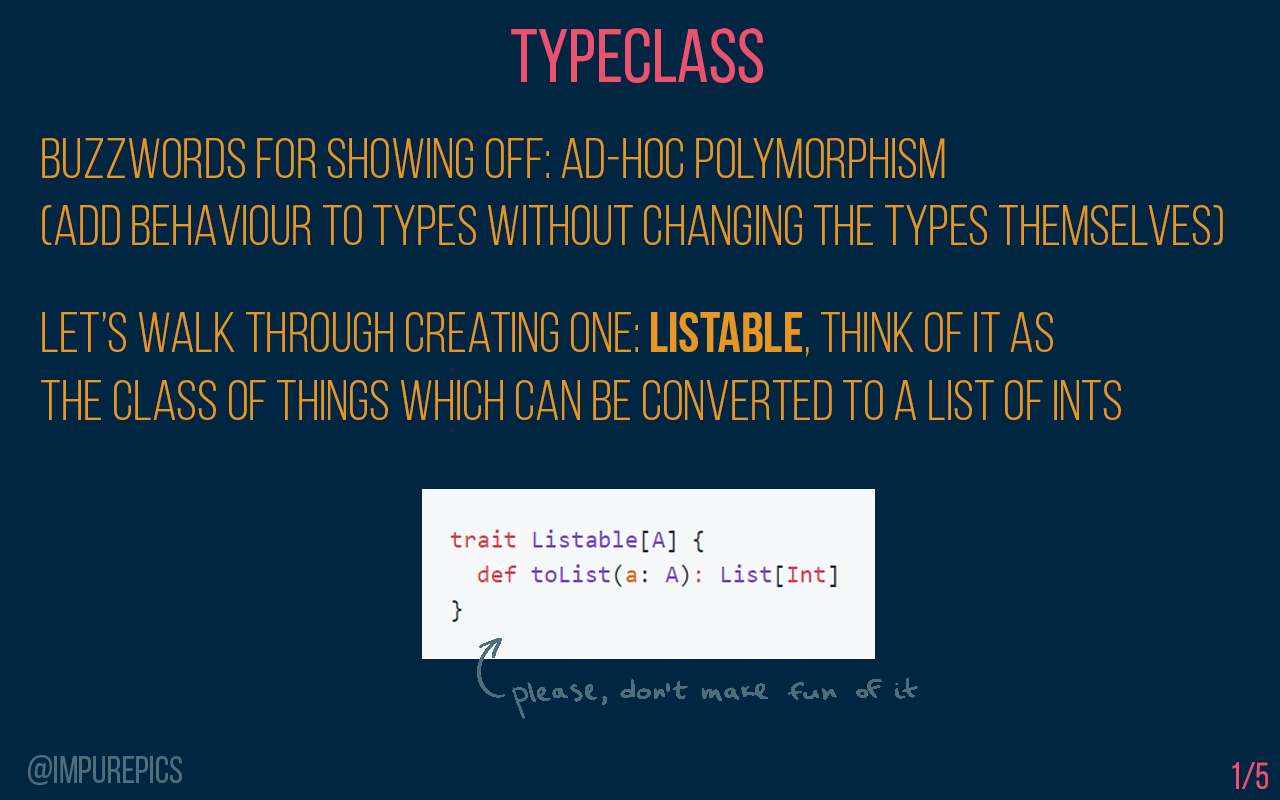 TYPECLASS
BUZZWORDS FOR SHOWING OFF: AD-HOC POLYMORPHISM
(ADD BEHAVIOUR TO TYPES WITHOUT CHANGING THE TYPES THEMSELVES)
LET'S WALK THROUGH CREATING ONE: LISTABLE, THINK OF IT AS
THE CLASS OF THINGS WHICH CAN BE CONVERTED TO A LIST OF INTS
trait Listable[A] {
  def toList(a: A): List[Int]
}
please, don't make fun of it
@IMPUREPICS
1/5